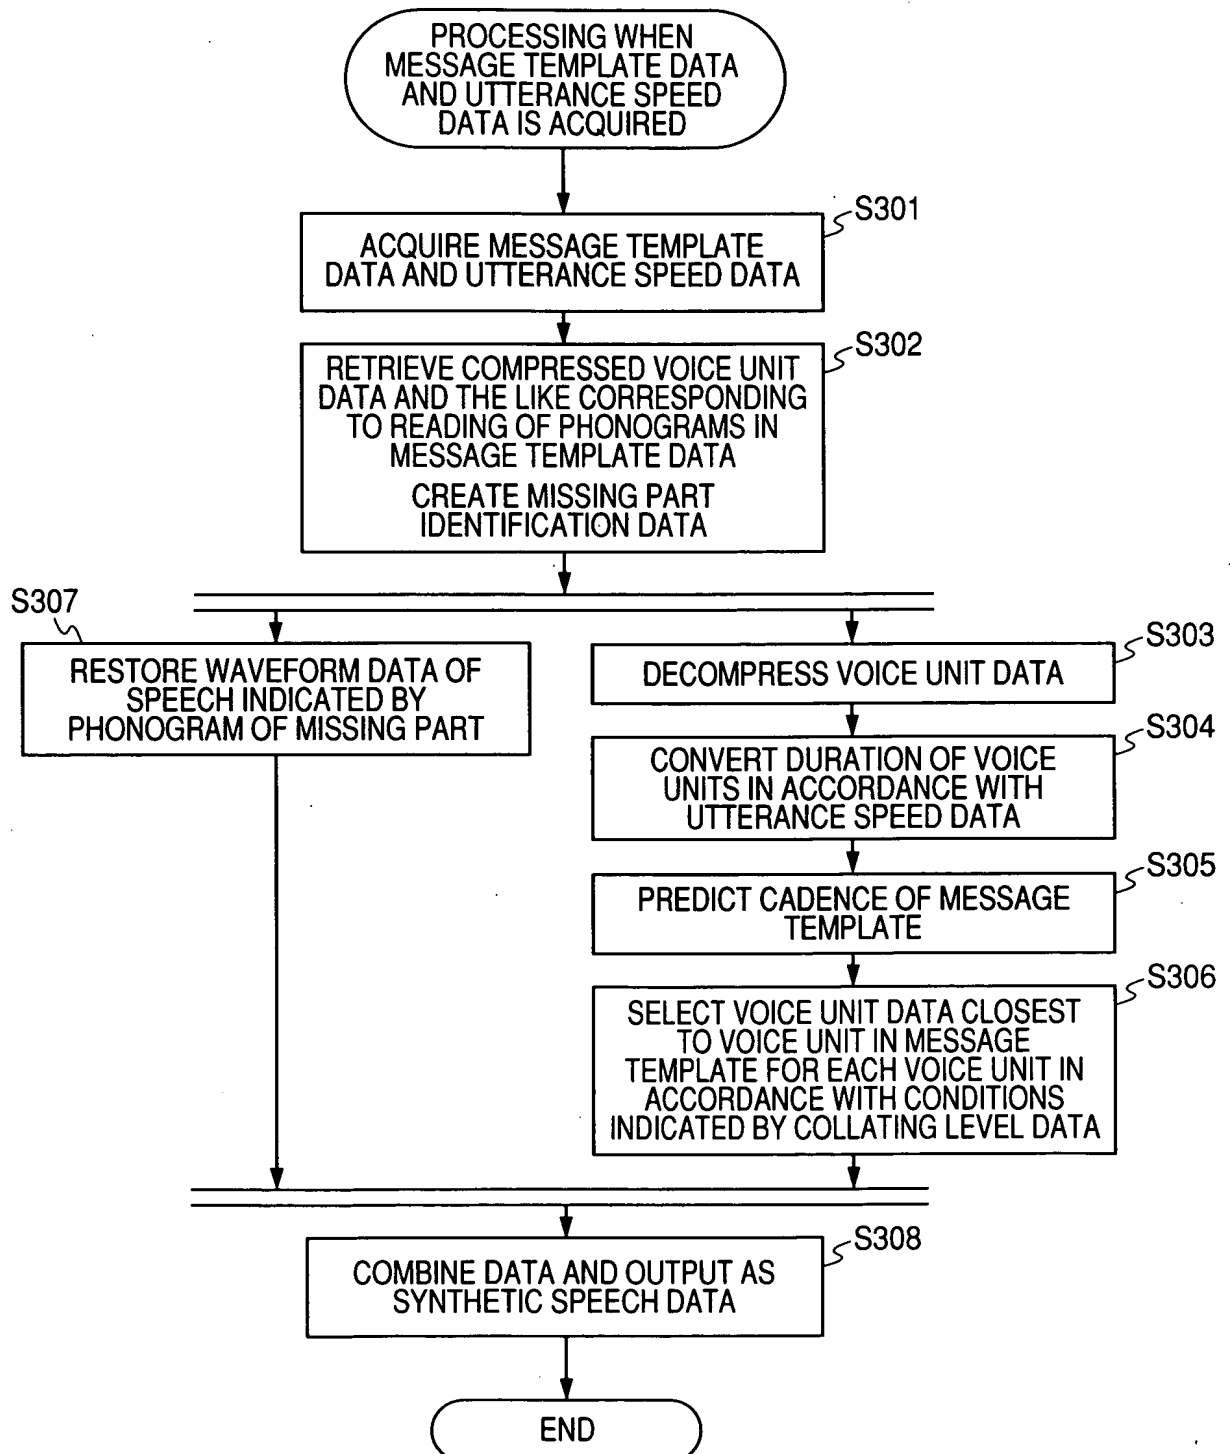 PROCESSING WHEN
MESSAGE TEMPLATE DATA
AND UTTERANCE SPEED
DATA IS ACQUIRED
S301
ACQUIRE MESSAGE TEMPLATE
DATA AND UTTERANCE SPEED DATA
S302
RETRIEVE COMPRESSED VOICE UNIT
DATA AND THE LIKE CORRESPONDING
TO READING OF PHONOGRAMS IN
MESSAGE TEMPLATE DATA
CREATE MISSING PART
IDENTIFICATION DATA
S307
RESTORE WAVEFORM DATA OF
SPEECH INDICATED BY
PHONOGRAM OF MISSING PART
S303
DECOMPRESS VOICE UNIT DATA
S304
CONVERT DURATION OF VOICE
UNITS IN ACCORDANCE WITH
UTTERANCE SPEED DATA
S305
PREDICT CADENCE OF MESSAGE
TEMPLATE
S306
SELECT VOICE UNIT DATA CLOSEST
TO VOICE UNIT IN MESSAGE
TEMPLATE FOR EACH VOICE UNIT IN
ACCORDANCE WITH CONDITIONS
INDICATED BY COLLATING LEVEL DATA
S308
COMBINE DATA AND OUTPUT AS
SYNTHETIC SPEECH DATA
END